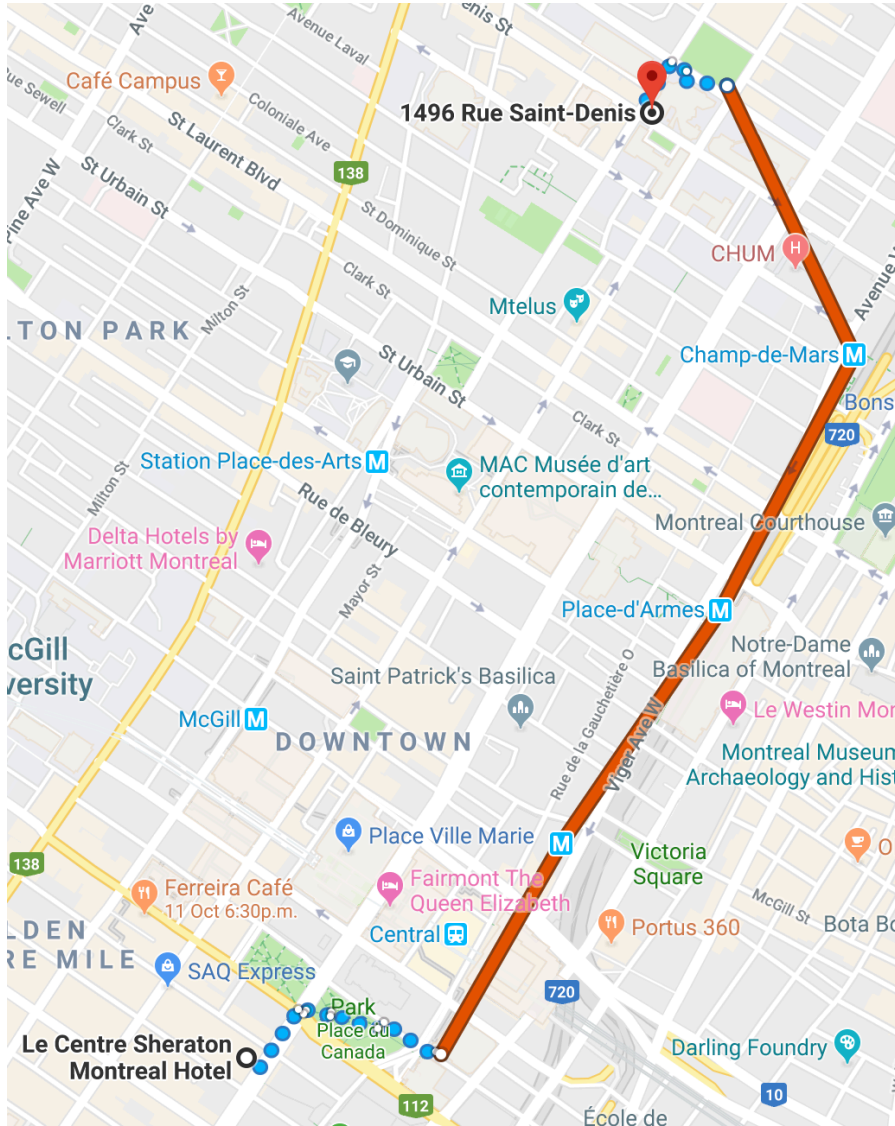 Ave
enis St
Avenue Laval
138
Café Campus
1496 Rue Saint-Denis
Rue Sewell
Coloniale Ave
Clark St
St Laurent Blvd
St Urbain St
138
Pine Ave W
St Dominique St
CHUM
H
Clark St
Avenue V
Milton St
Mtelus
LTON PARK
Champ-de-Mars M
St Urbain St
Bons
720
Clark St
Station Place-des-Arts M
MAC Musée d'art
contemporain de...
Milton St
Rue de Bleury
Montreal Courthouse
Delta Hotels by
Marriott Montreal
Mayor St
Place-d'Armes M
cGill
versity
Notre-Dame
Basilica of Montreal
Rue de la Gauchetière O
Saint Patrick's Basilica
McGill M
Le Westin Mon
DOWNTOWN
Viger Ave W
Montreal Museum
Archaeology and Hist
Place Ville Marie
M
O
Victoria
Square
138
Ferreira Café
11 Oct 6:30p.m.
Fairmont The
Queen Elizabeth
McGill St
Portus 360
Bota Bo
LDEN
RE MILE
Central
SAQ Express
720
Park
Place du
Canada
Le Centre Sheraton
Montreal Hotel
Darling Foundry
10
112
École de